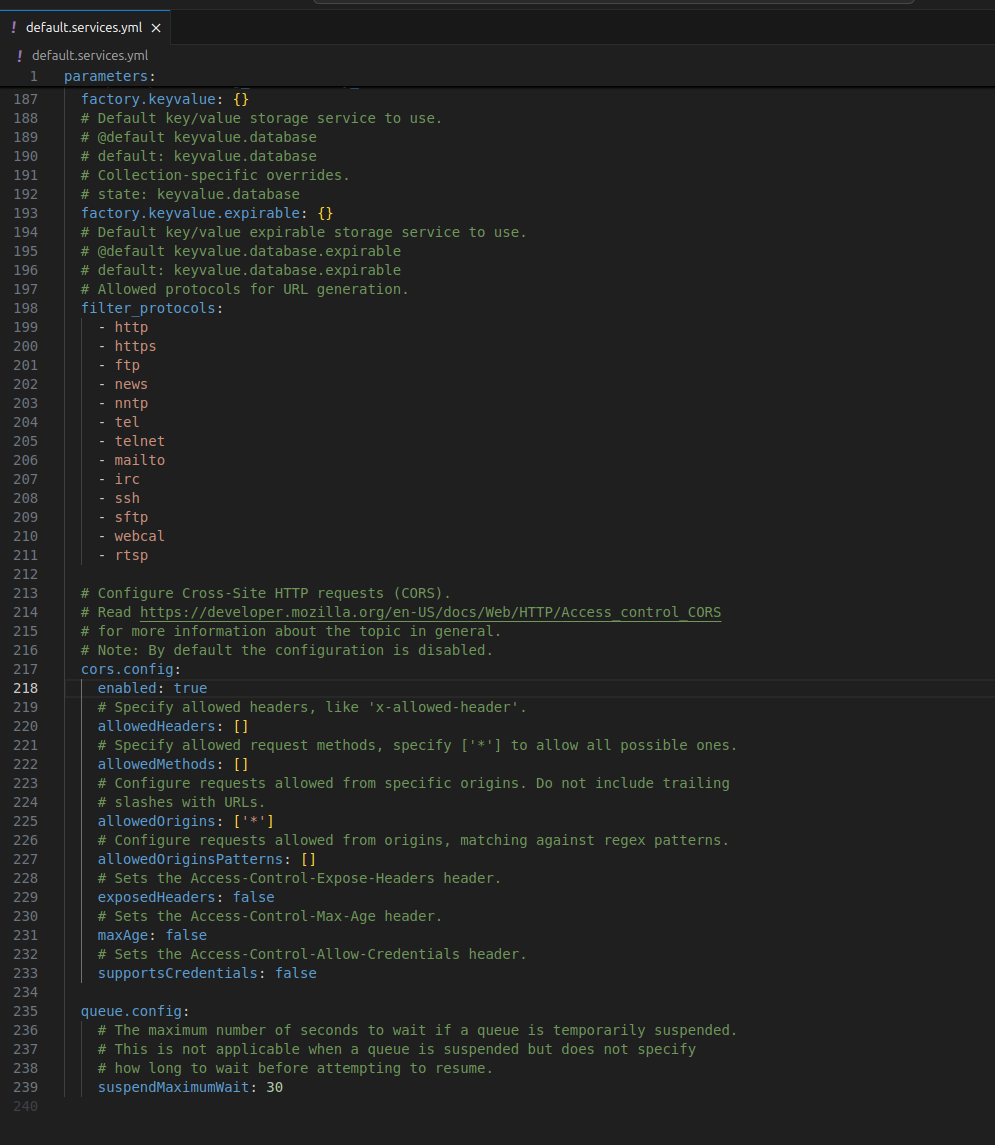 ! default.services.yml ×
! default.services.yml
1 parameters:
187 factory.keyvalue: {}
188 # Default key/value storage service to use.
189 # @default keyvalue.database
190 # default: keyvalue.database
191 # Collection-specific overrides.
192 # state: keyvalue.database
193 factory.keyvalue.expirable: {}
194 # Default key/value expirable storage service to use.
195 # @default keyvalue.database.expirable
196 # default: keyvalue.database.expirable
197 # Allowed protocols for URL generation.
198 filter_protocols:
199 - http
200 - https
201 - ftp
202 - news
203 - nntp
204 - tel
205 - telnet
206 - mailto
207 - irc
208 - ssh
209 - sftp
210 - webcal
211 - rtsp
212
213 # Configure Cross-Site HTTP requests (CORS).
214 # Read https://developer.mozilla.org/en-US/docs/Web/HTTP/Access_control_CORS
215 # for more information about the topic in general.
216 # Note: By default the configuration is disabled.
217 cors.config:
218 enabled: true
219 # Specify allowed headers, like 'x-allowed-header'.
220 allowedHeaders: []
221 # Specify allowed request methods, specify ['*'] to allow all possible ones.
222 allowedMethods: []
223 # Configure requests allowed from specific origins. Do not include trailing
224 # slashes with URLs.
225 allowedOrigins: ['*']
226 # Configure requests allowed from origins, matching against regex patterns.
227 allowedOriginsPatterns: []
228 # Sets the Access-Control-Expose-Headers header.
229 exposedHeaders: false
230 # Sets the Access-Control-Max-Age header.
231 maxAge: false
232 # Sets the Access-Control-Allow-Credentials header.
233 supportsCredentials: false
234
235 queue.config:
236 # The maximum number of seconds to wait if a queue is temporarily suspended.
237 # This is not applicable when a queue is suspended but does not specify
238 # how long to wait before attempting to resume.
239 suspendMaximumWait: 30
240